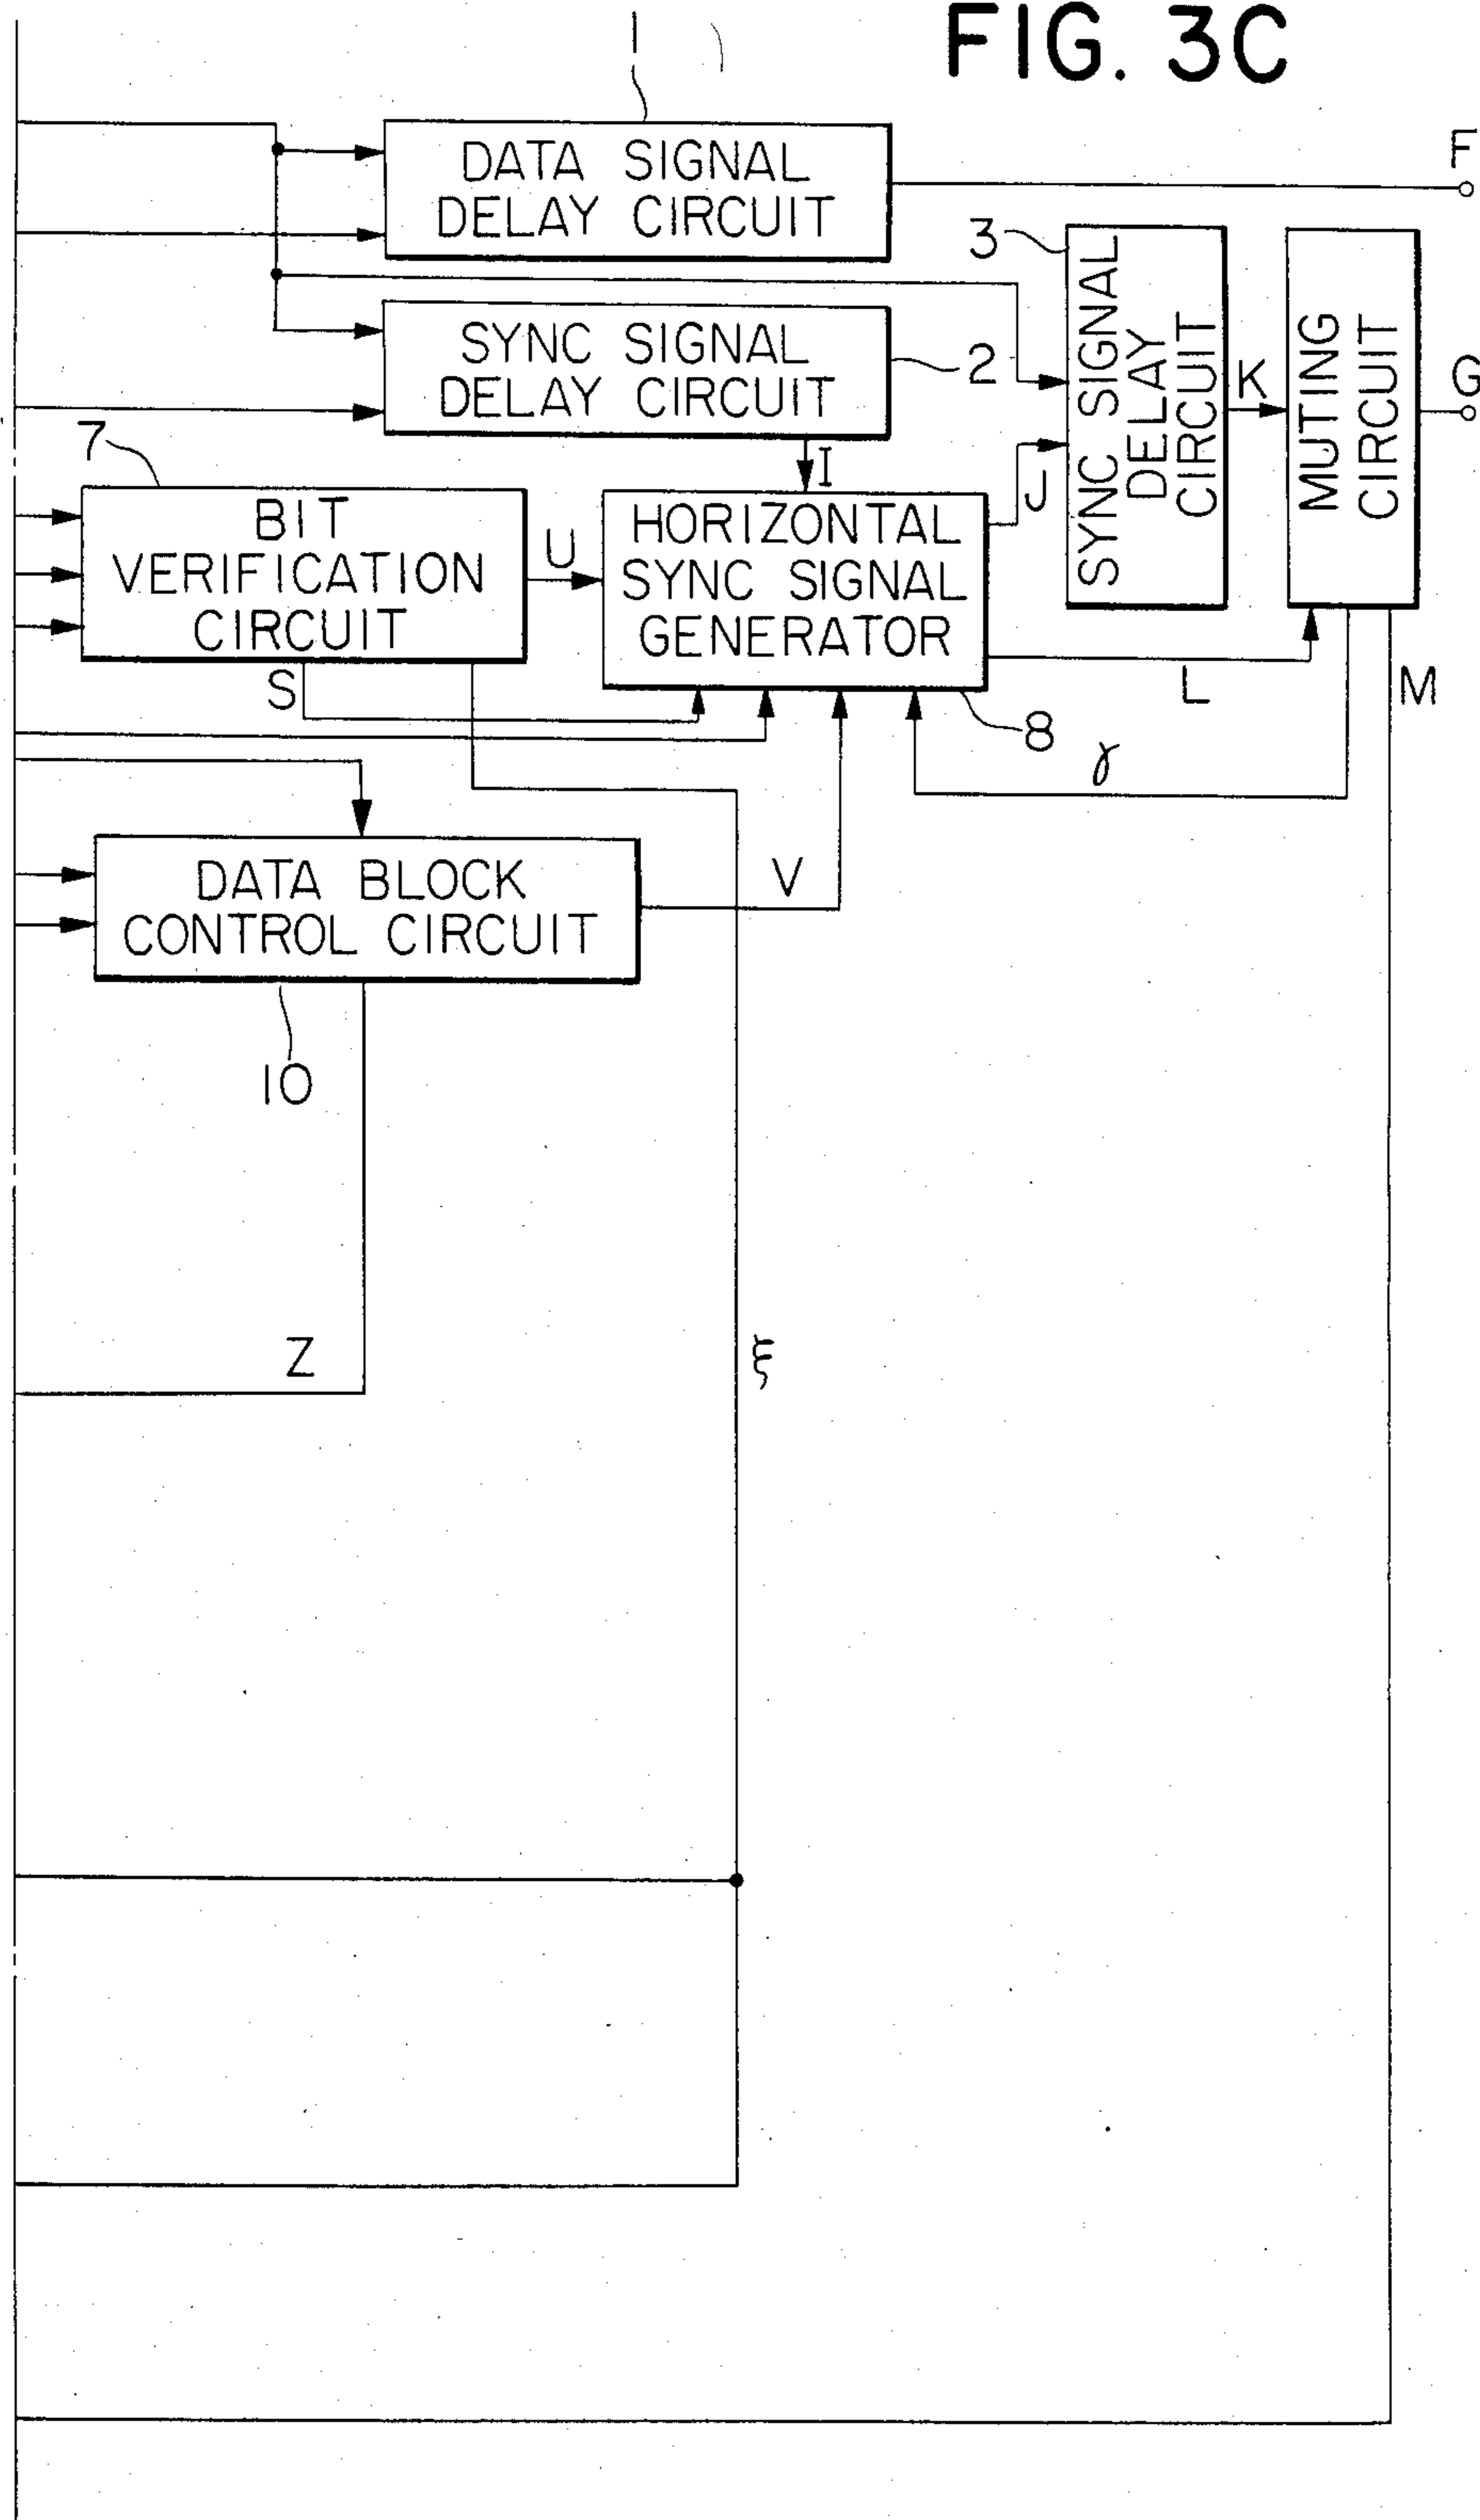 FIG. 3C
1
DATA SIGNAL
DELAY CIRCUIT
F
3
SYNC SIGNAL
DELAY CIRCUIT
2
SYNC SIGNAL
DELAY
CIRCUIT
K
MUTING
CIRCUIT
G
7
I
J
BIT
VERIFICATION
CIRCUIT
U
HORIZONTAL
SYNC SIGNAL
GENERATOR
S
L
M
8
γ
DATA BLOCK
CONTROL CIRCUIT
V
10
Z
ξ